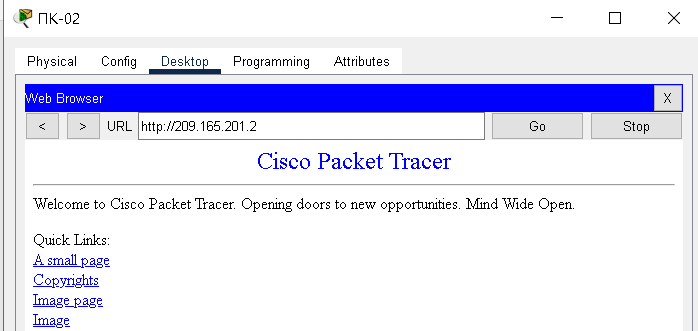 ПК-02
Physical Config Desktop Programming Attributes
Web Browser X
< > URL http://209.165.201.2 Go Stop
Cisco Packet Tracer
Welcome to Cisco Packet Tracer. Opening doors to new opportunities. Mind Wide Open.
Quick Links:
A small page
Copyrights
Image page
Image